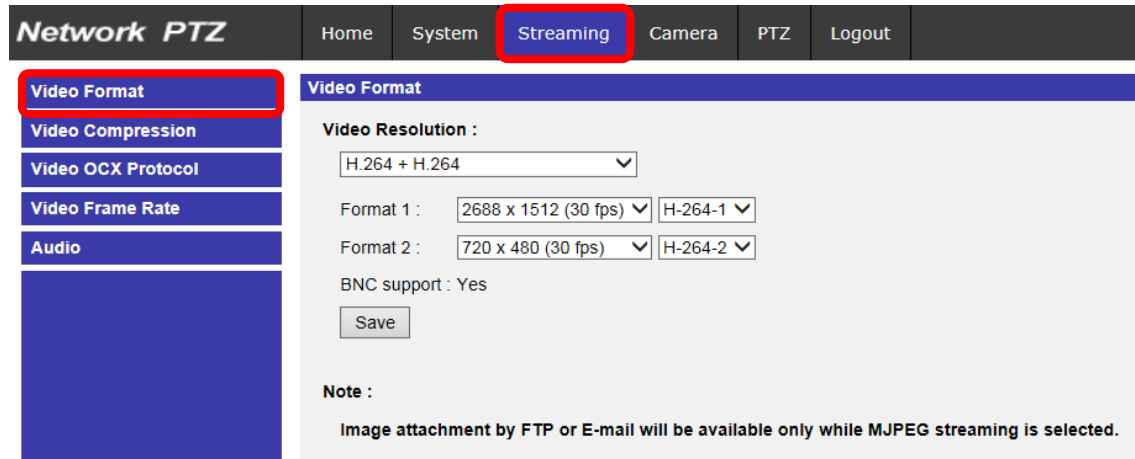 Network PTZ
Home System Streaming Camera PTZ Logout
Video Format
Video Compression
Video OCX Protocol
Video Frame Rate
Audio
Video Format
Video Resolution :
H.264 + H.264
Format 1 : 2688 x 1512 (30 fps) H-264-1
Format 2 : 720 x 480 (30 fps) H-264-2
BNC support : Yes
Save
Note :
Image attachment by FTP or E-mail will be available only while MJPEG streaming is selected.